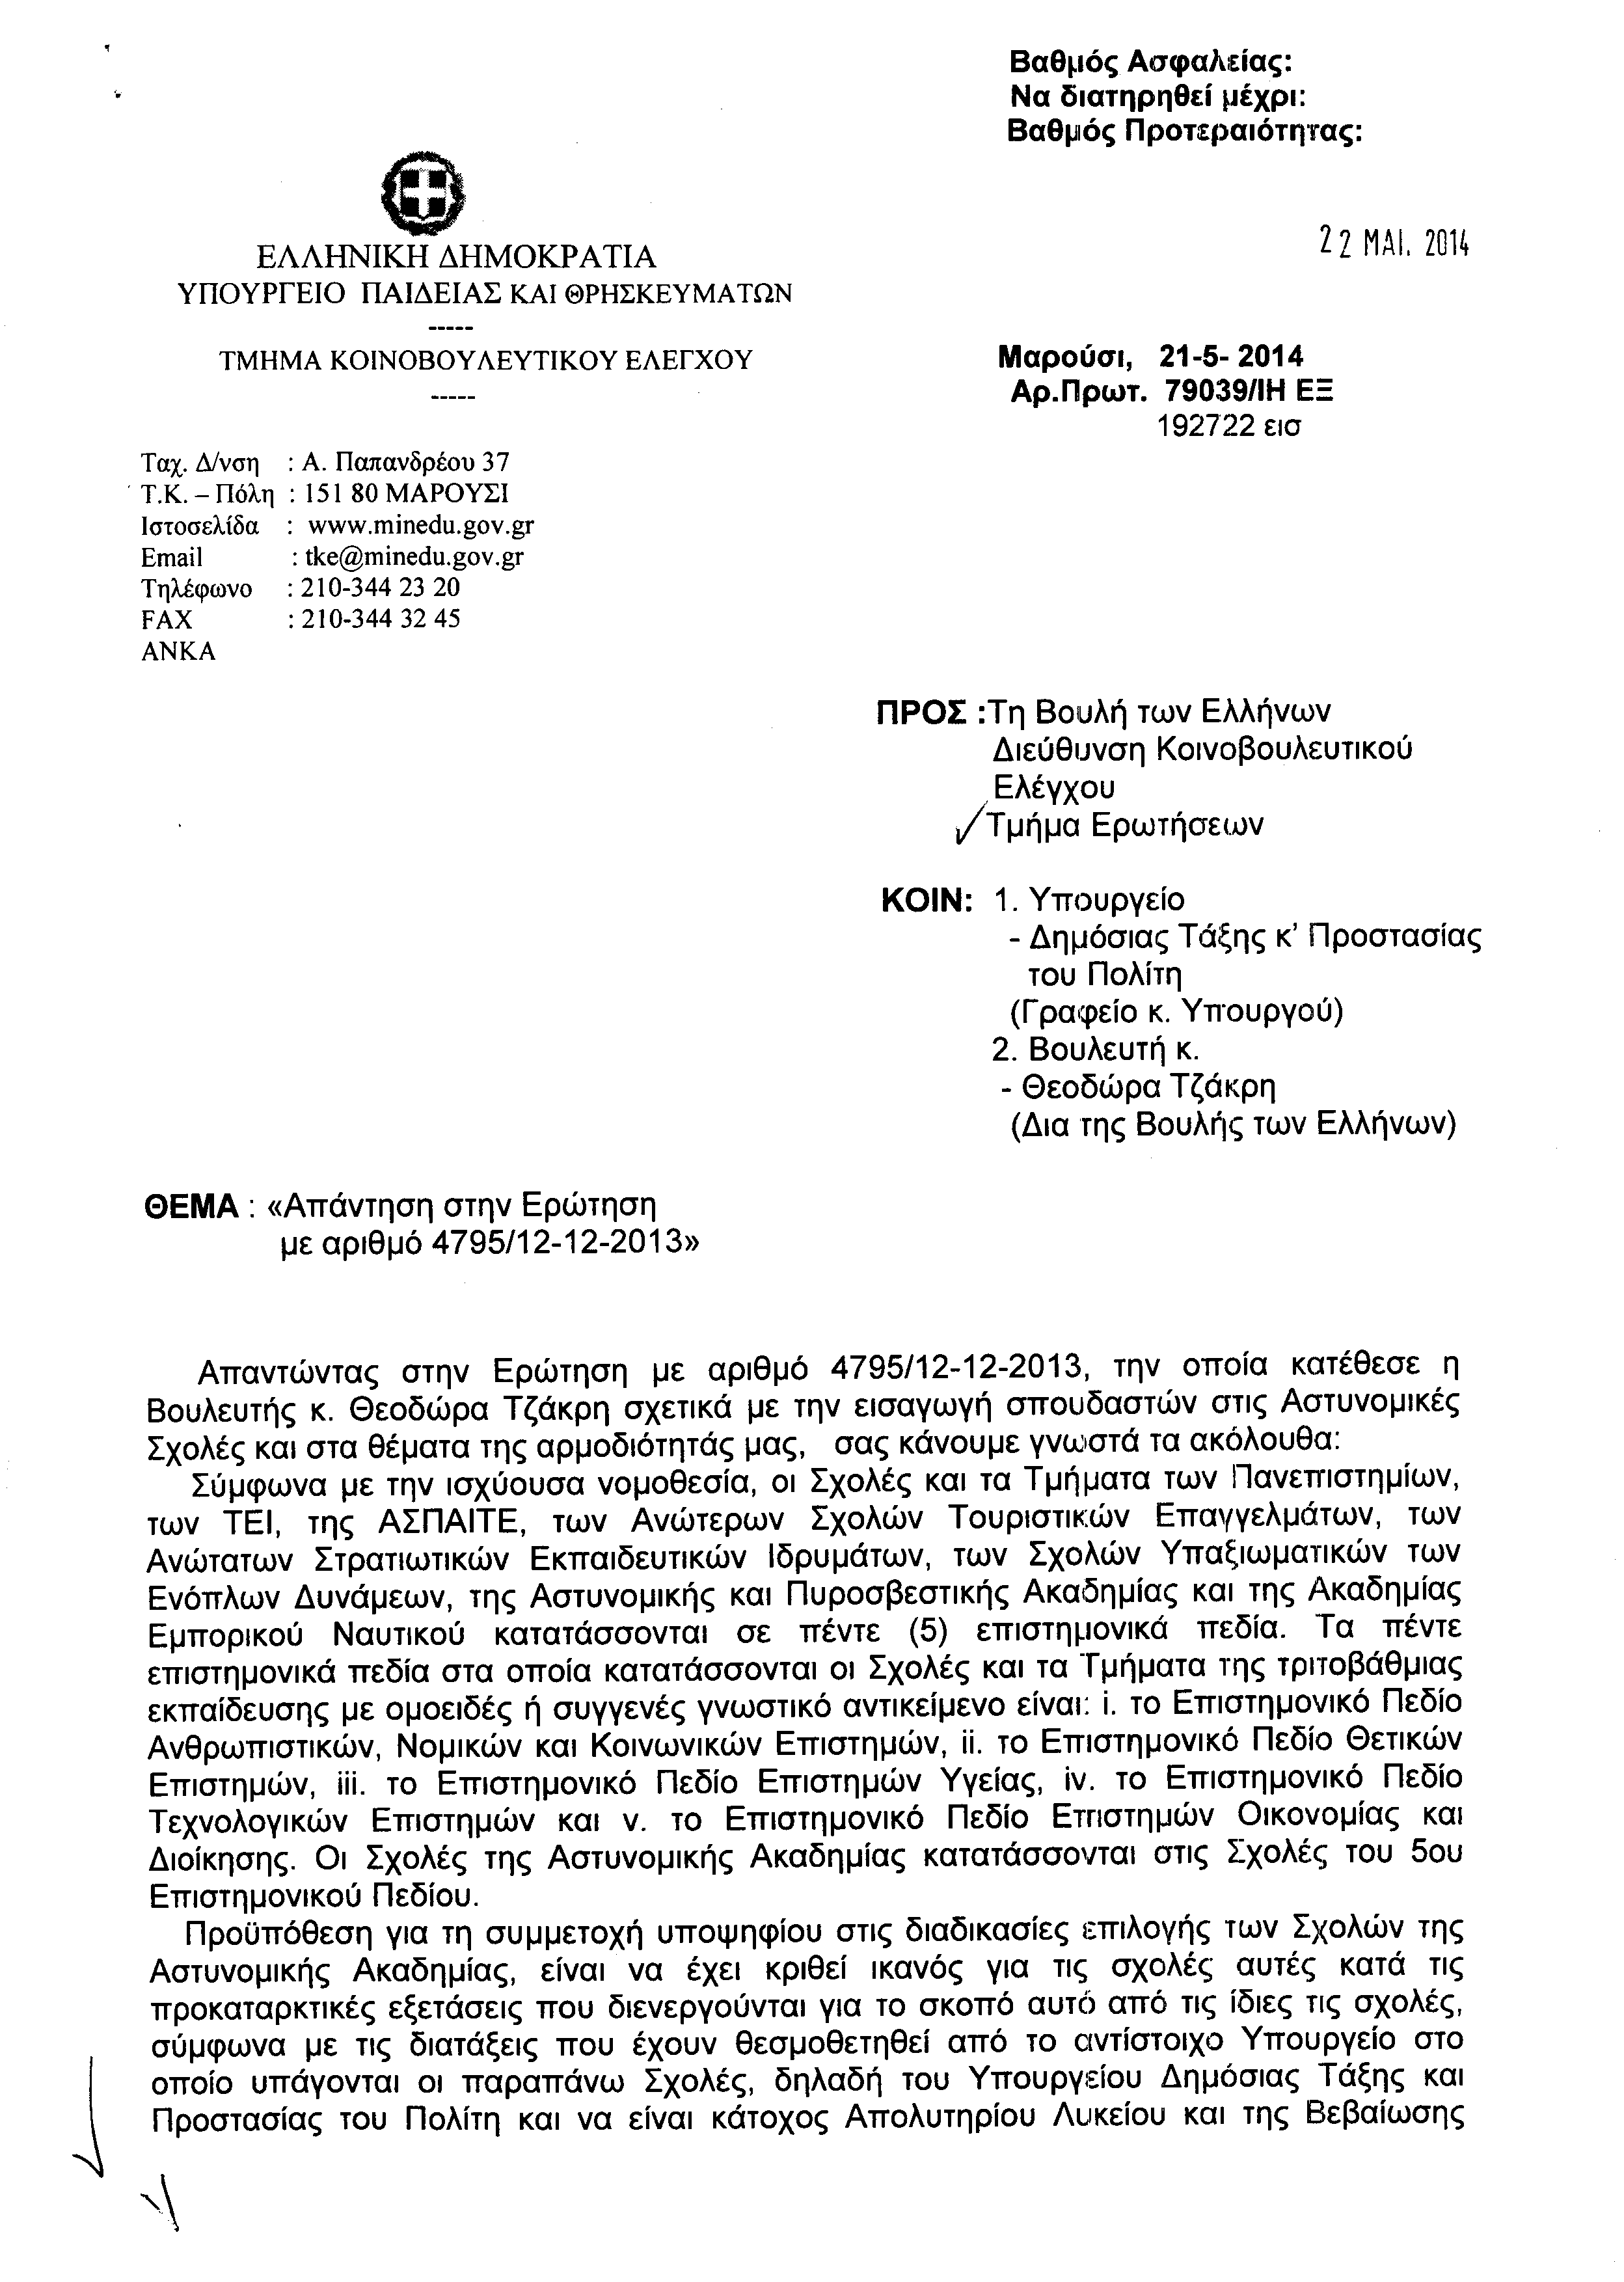 Βαθμός Ασφαλείας:
Να διατηρηθεί μέχρι:
Βαθμός Προτεραιότητας:
22 ΜΑΙ. 2014
ΕΛΛΗΝΙΚΗ ΔΗΜΟΚΡΑΤΙΑ
ΥΠΟΥΡΓΕΙΟ ΠΑΙΔΕΙΑΣ ΚΑΙ ΘΡΗΣΚΕΥΜΑΤΩΝ
-----
ΤΜΗΜΑ ΚΟΙΝΟΒΟΥΛΕΥΤΙΚΟΥ ΕΛΕΓΧΟΥ
-----
Μαρούσι, 21-5- 2014
Αρ.Πρωτ. 79039/ΙΗ ΕΞ
192722 εισ
Ταχ. Δ/νση : Α. Παπανδρέου 37
Τ.Κ. – Πόλη : 151 80 ΜΑΡΟΥΣΙ
Ιστοσελίδα : www.minedu.gov.gr
Email : tke@minedu.gov.gr
Τηλέφωνο : 210-344 23 20
FAX : 210-344 32 45
ΑΝΚΑ
ΠΡΟΣ :Τη Βουλή των Ελλήνων
Διεύθυνση Κοινοβουλευτικού
Ελέγχου
Τμήμα Ερωτήσεων
ΚΟΙΝ: 1. Υπουργείο
- Δημόσιας Τάξης κ' Προστασίας
του Πολίτη
(Γραφείο κ. Υπουργού)
2. Βουλευτή κ.
- Θεοδώρα Τζάκρη
(Δια της Βουλής των Ελλήνων)
ΘΕΜΑ : «Απάντηση στην Ερώτηση
με αριθμό 4795/12-12-2013»
Απαντώντας στην Ερώτηση με αριθμό 4795/12-12-2013, την οποία κατέθεσε η
Βουλευτής κ. Θεοδώρα Τζάκρη σχετικά με την εισαγωγή σπουδαστών στις Αστυνομικές
Σχολές και στα θέματα της αρμοδιότητάς μας, σας κάνουμε γνωστά τα ακόλουθα:
Σύμφωνα με την ισχύουσα νομοθεσία, οι Σχολές και τα Τμήματα των Πανεπιστημίων,
των ΤΕΙ, της ΑΣΠΑΙΤΕ, των Ανώτερων Σχολών Τουριστικών Επαγγελμάτων, των
Ανώτατων Στρατιωτικών Εκπαιδευτικών Ιδρυμάτων, των Σχολών Υπαξιωματικών των
Ενόπλων Δυνάμεων, της Αστυνομικής και Πυροσβεστικής Ακαδημίας και της Ακαδημίας
Εμπορικού Ναυτικού κατατάσσονται σε πέντε (5) επιστημονικά πεδία. Τα πέντε
επιστημονικά πεδία στα οποία κατατάσσονται οι Σχολές και τα Τμήματα της τριτοβάθμιας
εκπαίδευσης με ομοειδές ή συγγενές γνωστικό αντικείμενο είναι: i. το Επιστημονικό Πεδίο
Ανθρωπιστικών, Νομικών και Κοινωνικών Επιστημών, ii. το Επιστημονικό Πεδίο Θετικών
Επιστημών, iii. το Επιστημονικό Πεδίο Επιστημών Υγείας, iv. το Επιστημονικό Πεδίο
Τεχνολογικών Επιστημών και v. το Επιστημονικό Πεδίο Επιστημών Οικονομίας και
Διοίκησης. Οι Σχολές της Αστυνομικής Ακαδημίας κατατάσσονται στις Σχολές του 5ου
Επιστημονικού Πεδίου.
Προϋπόθεση για τη συμμετοχή υποψηφίου στις διαδικασίες επιλογής των Σχολών της
Αστυνομικής Ακαδημίας, είναι να έχει κριθεί ικανός για τις σχολές αυτές κατά τις
προκαταρκτικές εξετάσεις που διενεργούνται για το σκοπό αυτό από τις ίδιες τις σχολές,
σύμφωνα με τις διατάξεις που έχουν θεσμοθετηθεί από το αντίστοιχο Υπουργείο στο
οποίο υπάγονται οι παραπάνω Σχολές, δηλαδή του Υπουργείου Δημόσιας Τάξης και
Προστασίας του Πολίτη και να είναι κάτοχος Απολυτηρίου Λυκείου και της Βεβαίωσης